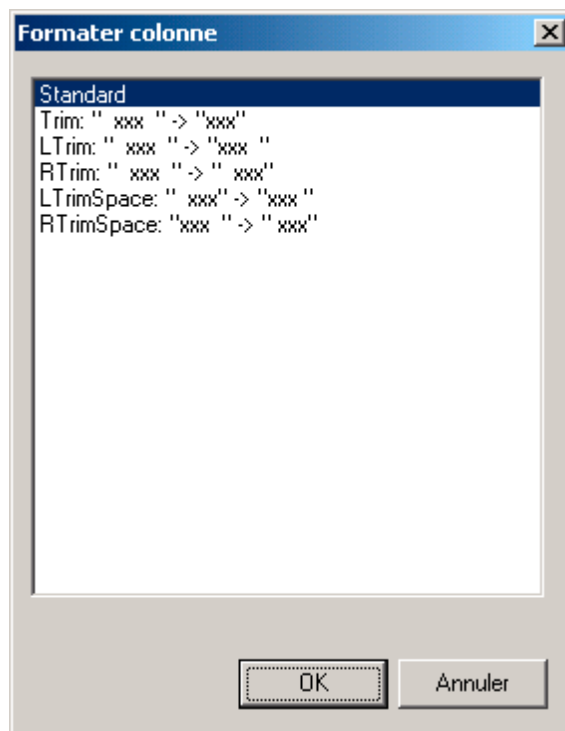 Formater colonne
Standard
Trim: "  xxx  " -> "xxx"
LTrim: "  xxx  " -> "xxx  "
RTrim: "  xxx  " -> "  xxx"
LTrimSpace: "  xxx" -> "xxx "
RTrimSpace: "xxx  " -> " xxx"
OK
Annuler